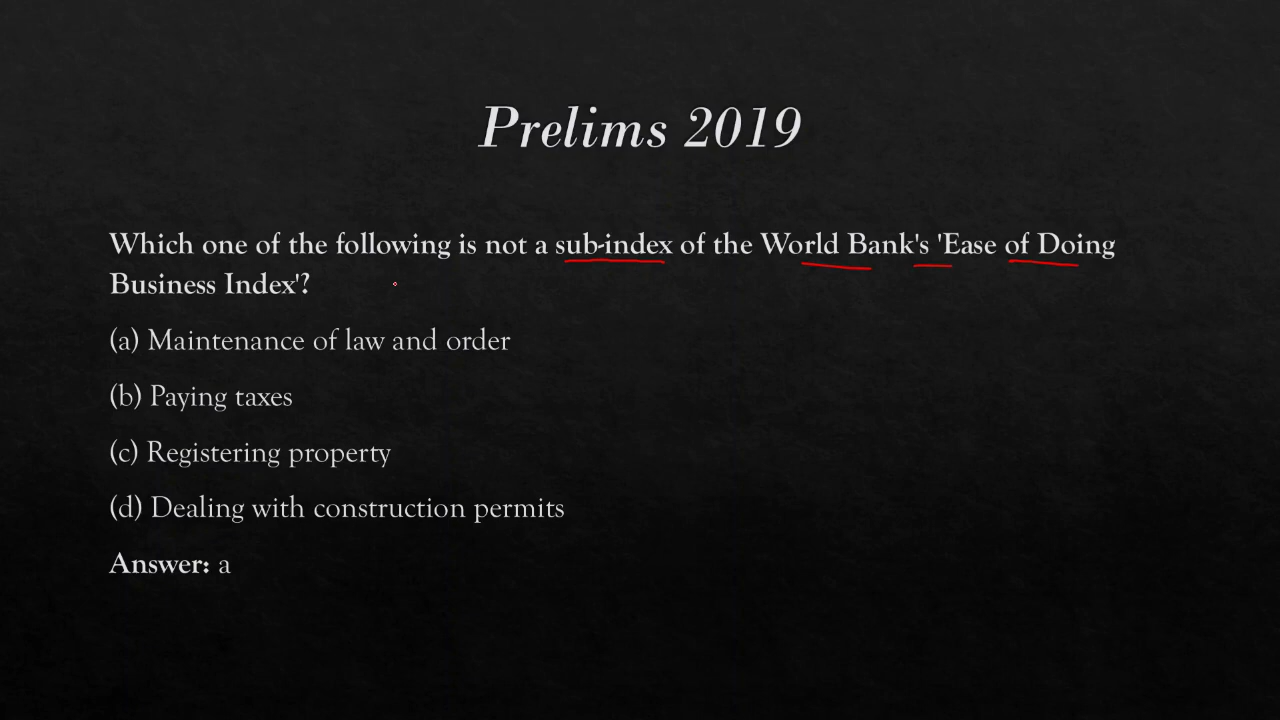 Prelims 2019
Which one of the following is not a sub-index of the World Bank's 'Ease of Doing
Business Index'?
(a) Maintenance of law and order
(b) Paying taxes
(c) Registering property
(d) Dealing with construction permits
Answer: a